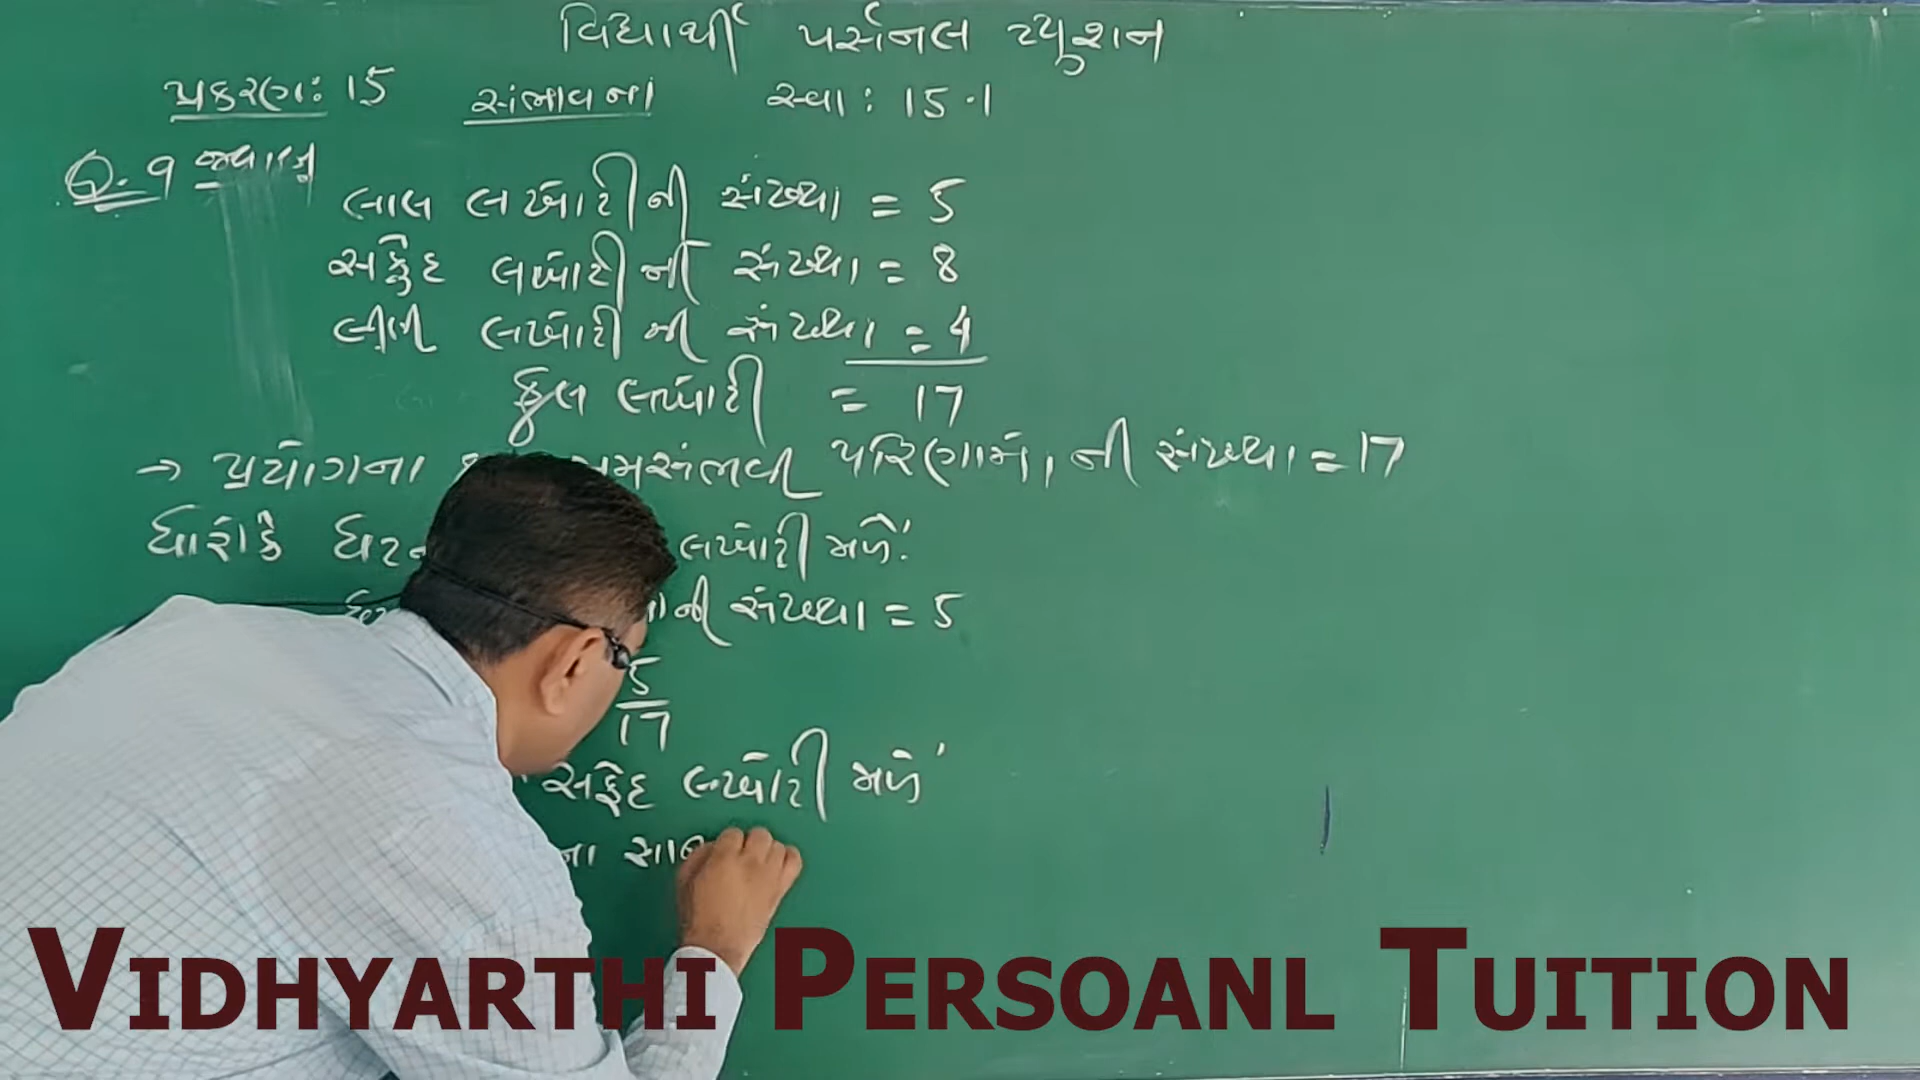 વિદ્યાર્થી પર્સનલ ટ્યુશન
પ્રકરણ: 15 સંભાવના સ્વા: 15.1
Q.9 જવાબ
લાલ લખોટીની સંખ્યા = 5
સફેદ લખોટીની સંખ્યા = 8
લીલી લખોટીની સંખ્યા = 4
કુલ લખોટી = 17
→ પ્રયોગના સમસંભવી પરિણામોની સંખ્યા = 17
ધારોકે લખોટી મળે.
સંખ્યા = 5
5
17
સફેદ લખોટી મળે
VIDHYARTHI PERSOANL TUITION